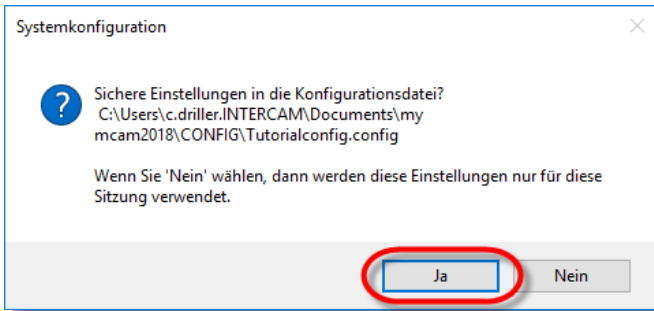 Systemkonfiguration
Sichere Einstellungen in die Konfigurationsdatei?
C:\Users\c.driller.INTERCAM\Documents\my
mcam2018\CONFIG\Tutorialconfig.config
Wenn Sie 'Nein' wählen, dann werden diese Einstellungen nur für diese
Sitzung verwendet.
Ja
Nein